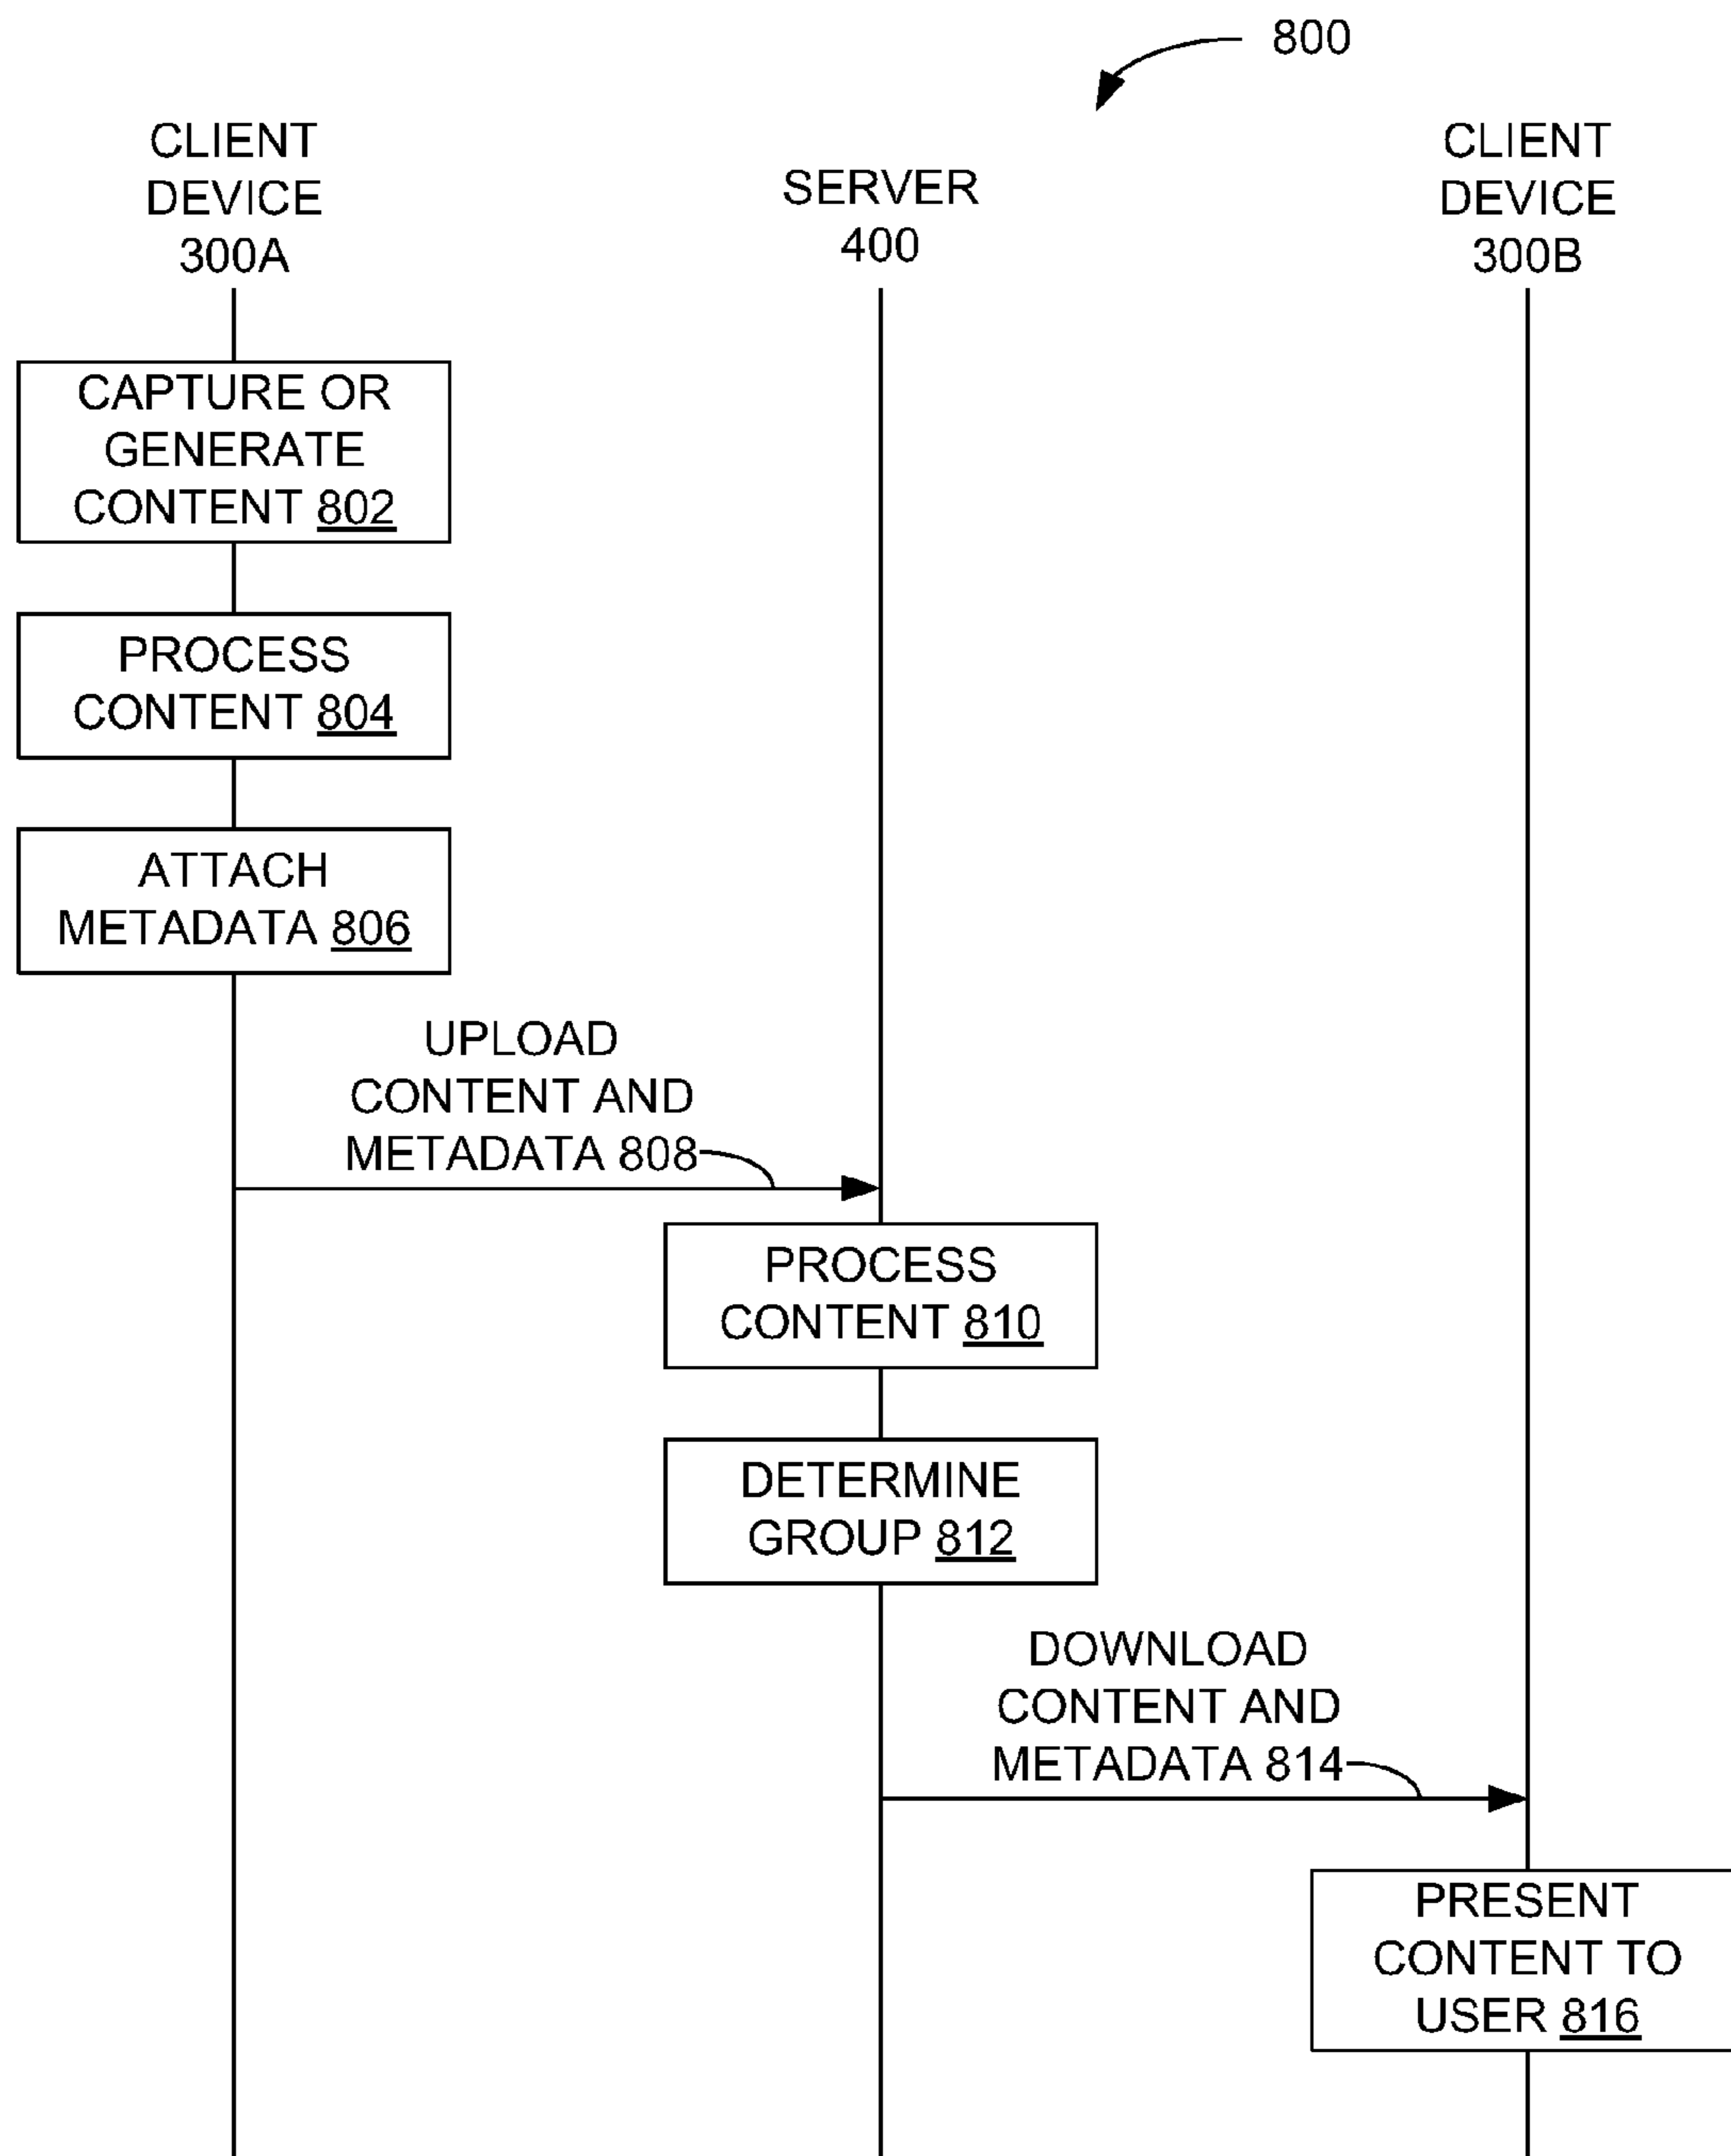 800
CLIENT
DEVICE
300A
SERVER
400
CLIENT
DEVICE
300B
CAPTURE OR
GENERATE
CONTENT 802
PROCESS
CONTENT 804
ATTACH
METADATA 806
UPLOAD
CONTENT AND
METADATA 808
PROCESS
CONTENT 810
DETERMINE
GROUP 812
DOWNLOAD
CONTENT AND
METADATA 814
PRESENT
CONTENT TO
USER 816